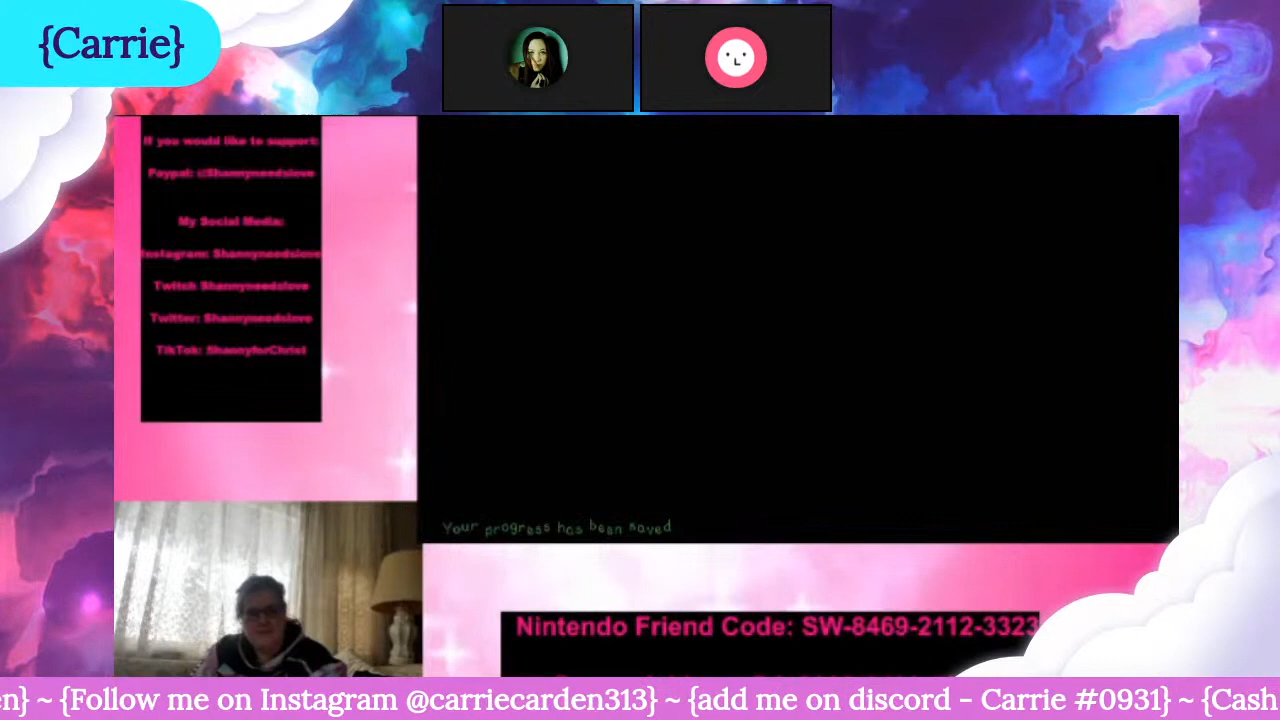 {Carrie}
If you would like to support:
Paypal: @Shannyneedslove
My Social Media:
Instagram: Shannyneedslove
Twitch Shannyneedslove
Twitter: Shannyneedslove
TikTok: ShannyforChrist
Your progress has been saved
Nintendo Friend Code: SW-8469-2112-3323
en} ~ {Follow me on Instagram @carriecarden313} ~ {add me on discord - Carrie #0931} ~ {Cash